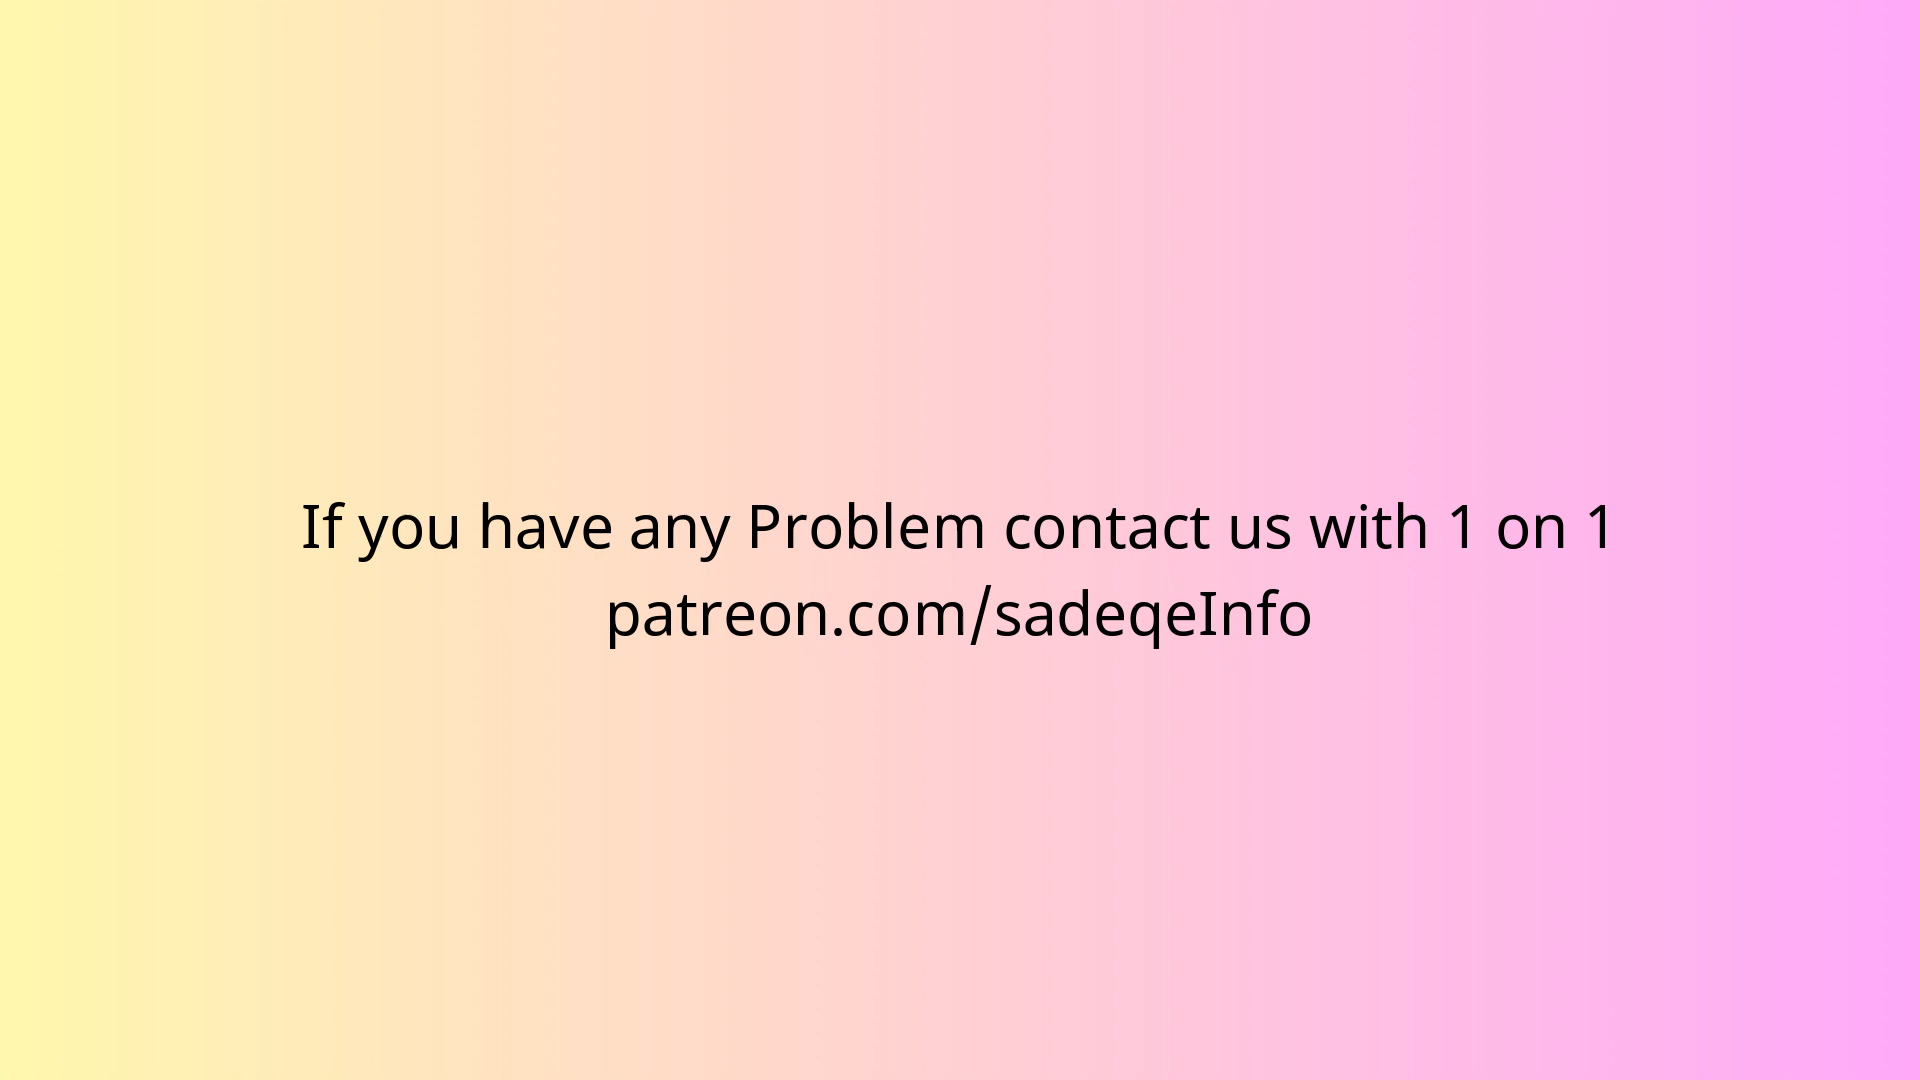 If you have any Problem contact us with 1 on 1
patreon.com/sadeqeInfo